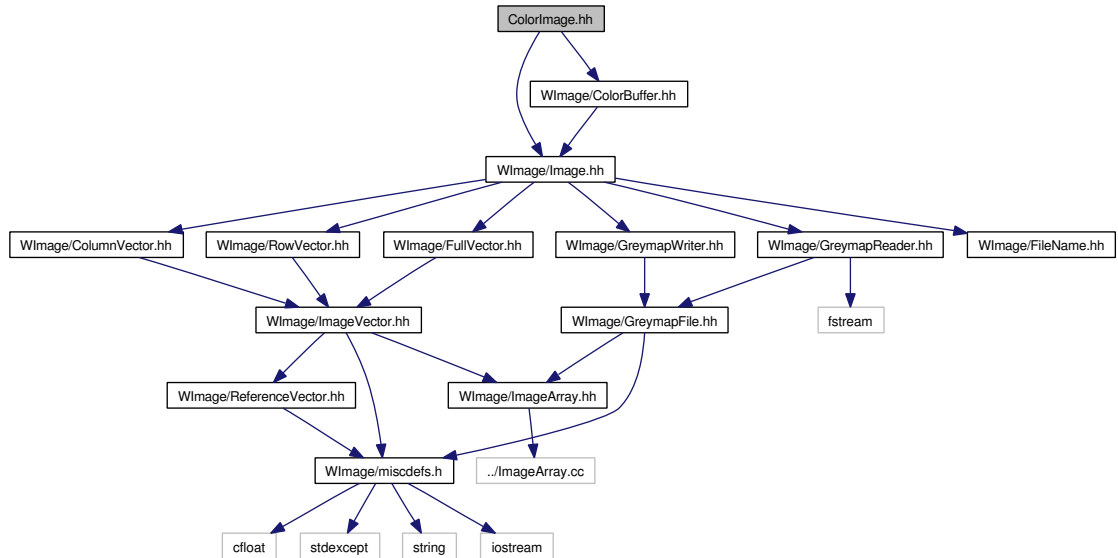 ColorImage.hh
WImage/ColorBuffer.hh
WImage/Image.hh
WImage/ColumnVector.hh
WImage/RowVector.hh
WImage/FullVector.hh
WImage/GreymapWriter.hh
WImage/GreymapReader.hh
WImage/FileName.hh
WImage/ImageVector.hh
WImage/GreymapFile.hh
fstream
WImage/ReferenceVector.hh
WImage/ImageArray.hh
WImage/miscdefs.h
../ImageArray.cc
cfloat
stdexcept
string
iostream